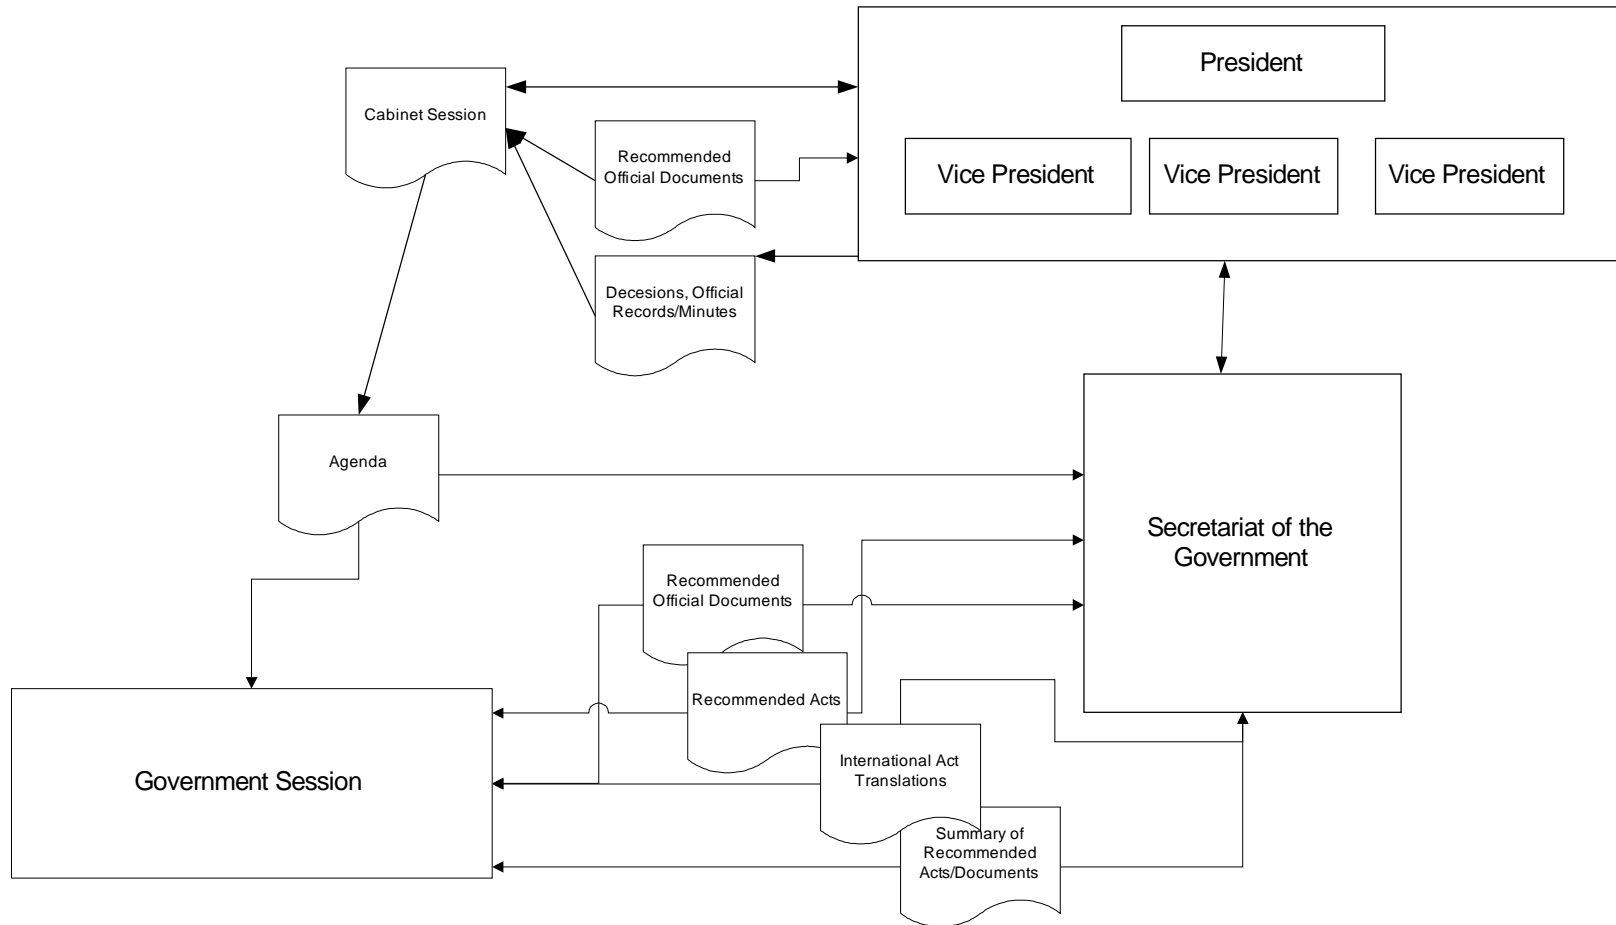 President
Cabinet Session
Recommended
Official Documents
Vice President
Vice President
Vice President
Decesions, Official
Records/Minutes
Agenda
Secretariat of the
Government
Recommended
Official Documents
Recommended Acts
Government Session
International Act
Translations
Summary of
Recommended
Acts/Documents